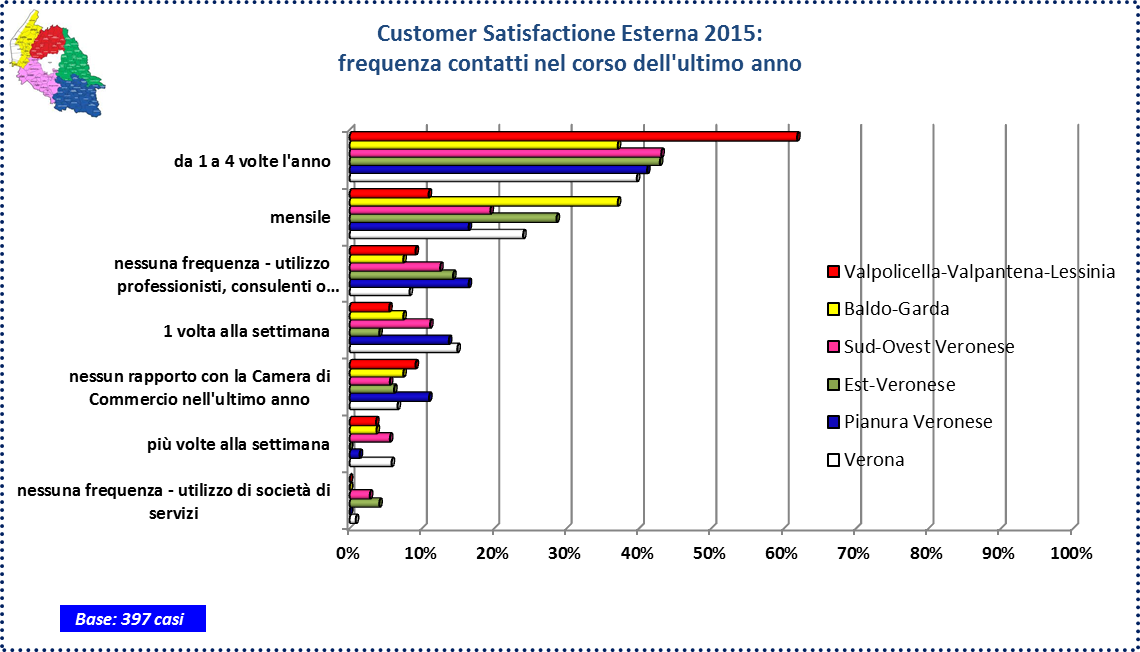 Customer Satisfactione Esterna 2015:
frequenza contatti nel corso dell'ultimo anno
da 1 a 4 volte l'anno
mensile
nessuna frequenza - utilizzo
professionisti, consulenti o...
1 volta alla settimana
nessun rapporto con la Camera di
Commercio nell'ultimo anno
più volte alla settimana
nessuna frequenza - utilizzo di società di
servizi
Valpolicella-Valpantena-Lessinia
Baldo-Garda
Sud-Ovest Veronese
Est-Veronese
Pianura Veronese
Verona
0% 10% 20% 30% 40% 50% 60% 70% 80% 90% 100%
Base: 397 casi